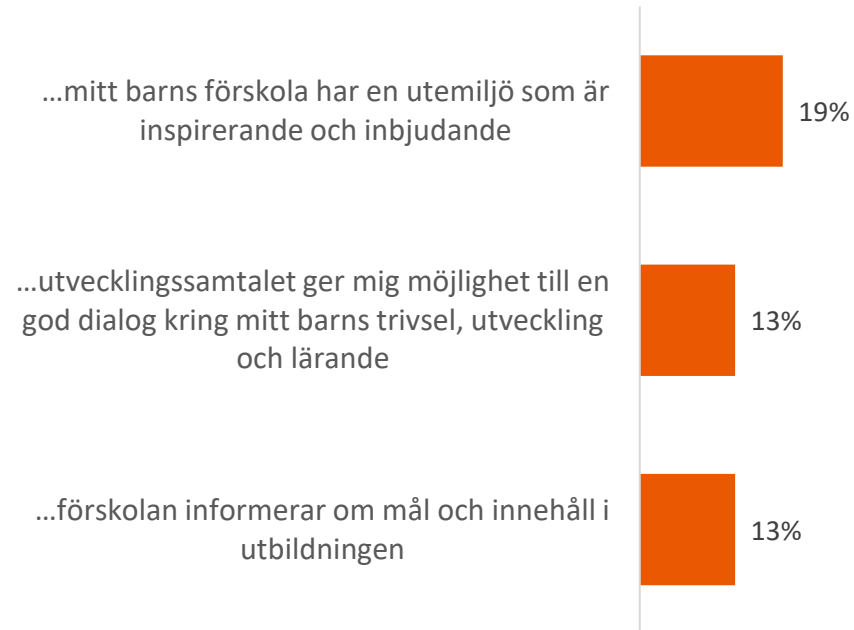 ...mitt barns förskola har en utemiljö som är
inspirerande och inbjudande
19%
...utvecklingssamtalet ger mig möjlighet till en
god dialog kring mitt barns trivsel, utveckling
och lärande
13%
...förskolan informerar om mål och innehåll i
utbildningen
13%